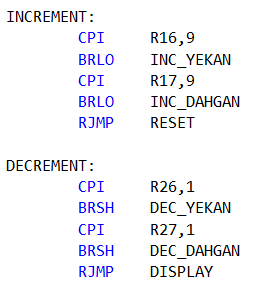 INCREMENT:
CPI R16,9
BRLO INC_YEKAN
CPI R17,9
BRLO INC_DAHGAN
RJMP RESET
DECREMENT:
CPI R26,1
BRSH DEC_YEKAN
CPI R27,1
BRSH DEC_DAHGAN
RJMP DISPLAY